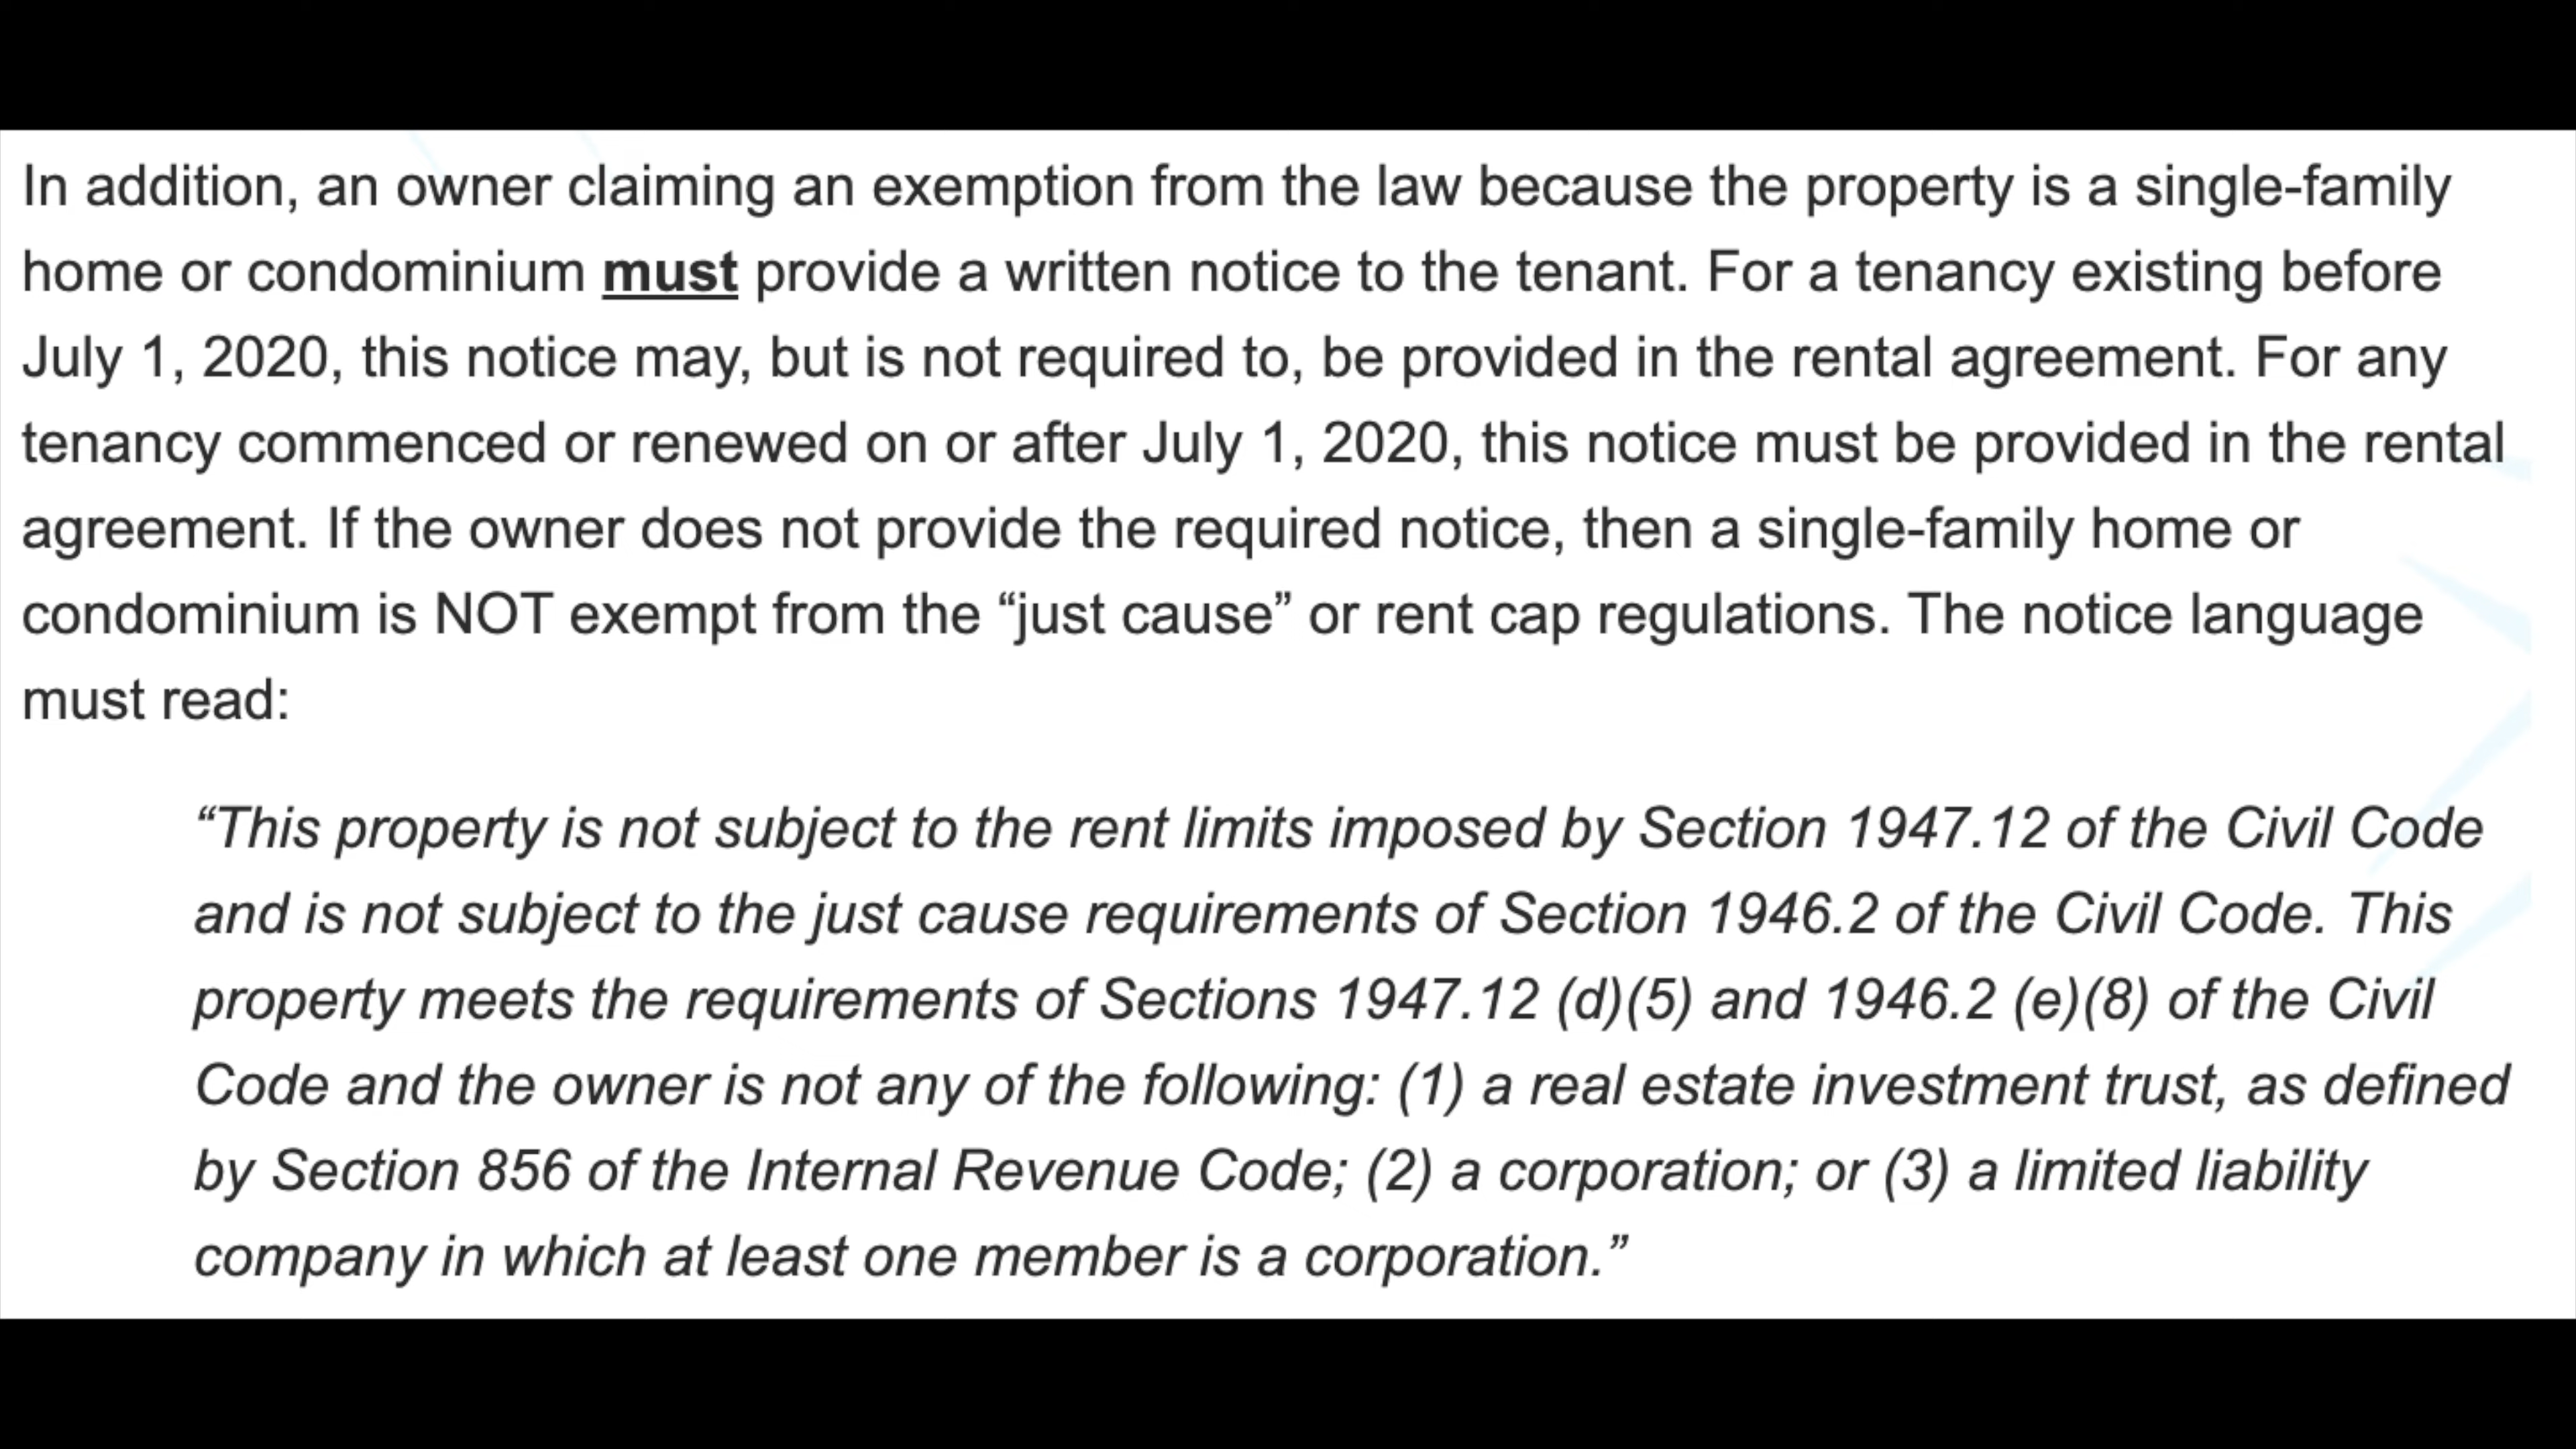 In addition, an owner claiming an exemption from the law because the property is a single-family
home or condominium must provide a written notice to the tenant. For a tenancy existing before
July 1, 2020, this notice may, but is not required to, be provided in the rental agreement. For any
tenancy commenced or renewed on or after July 1, 2020, this notice must be provided in the rental
agreement. If the owner does not provide the required notice, then a single-family home or
condominium is NOT exempt from the “just cause” or rent cap regulations. The notice language
must read:
“This property is not subject to the rent limits imposed by Section 1947.12 of the Civil Code
and is not subject to the just cause requirements of Section 1946.2 of the Civil Code. This
property meets the requirements of Sections 1947.12 (d)(5) and 1946.2 (e)(8) of the Civil
Code and the owner is not any of the following: (1) a real estate investment trust, as defined
by Section 856 of the Internal Revenue Code; (2) a corporation; or (3) a limited liability
company in which at least one member is a corporation.”